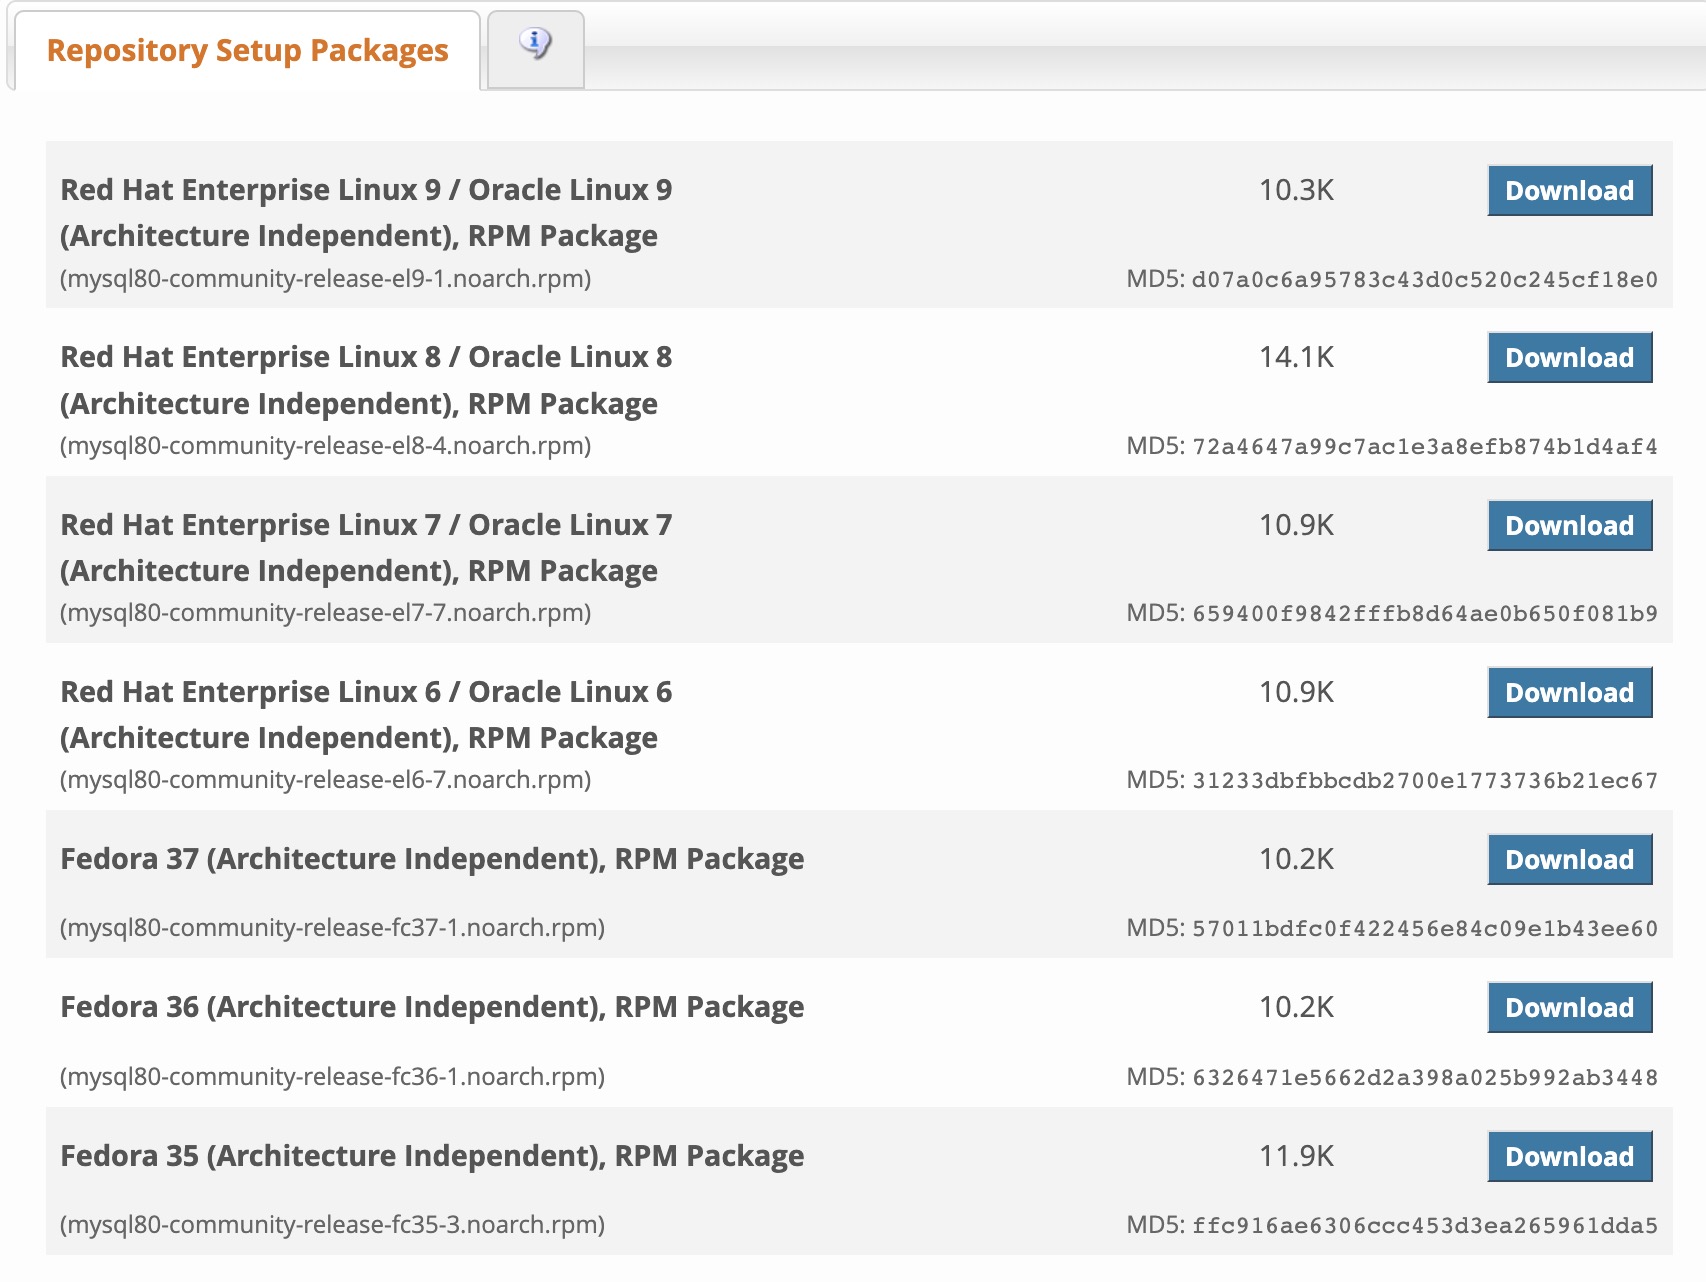 Repository Setup Packages
Red Hat Enterprise Linux 9 / Oracle Linux 9 10.3K Download
(Architecture Independent), RPM Package
(mysql80-community-release-el9-1.noarch.rpm) MD5: d07a0c6a95783c43d0c520c245cf18e0
Red Hat Enterprise Linux 8 / Oracle Linux 8 14.1K Download
(Architecture Independent), RPM Package
(mysql80-community-release-el8-4.noarch.rpm) MD5: 72a4647a99c7ac1e3a8efb874b1d4af4
Red Hat Enterprise Linux 7 / Oracle Linux 7 10.9K Download
(Architecture Independent), RPM Package
(mysql80-community-release-el7-7.noarch.rpm) MD5: 659400f9842fffb8d64ae0b650f081b9
Red Hat Enterprise Linux 6 / Oracle Linux 6 10.9K Download
(Architecture Independent), RPM Package
(mysql80-community-release-el6-7.noarch.rpm) MD5: 31233dbfbbcdb2700e1773736b21ec67
Fedora 37 (Architecture Independent), RPM Package 10.2K Download
(mysql80-community-release-fc37-1.noarch.rpm) MD5: 57011bdfc0f422456e84c09e1b43ee60
Fedora 36 (Architecture Independent), RPM Package 10.2K Download
(mysql80-community-release-fc36-1.noarch.rpm) MD5: 6326471e5662d2a398a025b992ab3448
Fedora 35 (Architecture Independent), RPM Package 11.9K Download
(mysql80-community-release-fc35-3.noarch.rpm) MD5: ffc916ae6306ccc453d3ea265961dda5